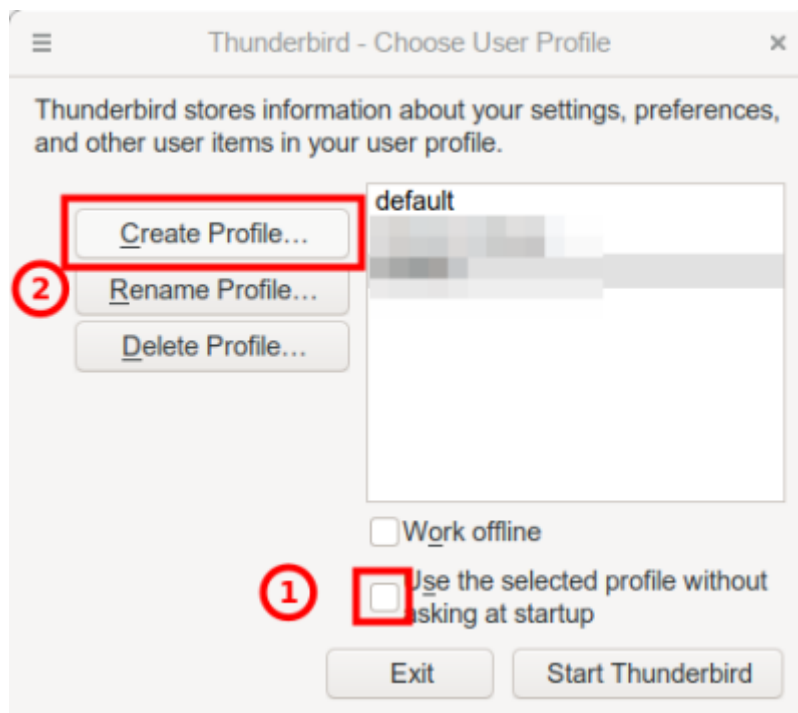 Thunderbird - Choose User Profile
Thunderbird stores information about your settings, preferences,
and other user items in your user profile.
default
Create Profile...
2
Rename Profile...
Delete Profile...
Work offline
1
Use the selected profile without
asking at startup
Exit
Start Thunderbird